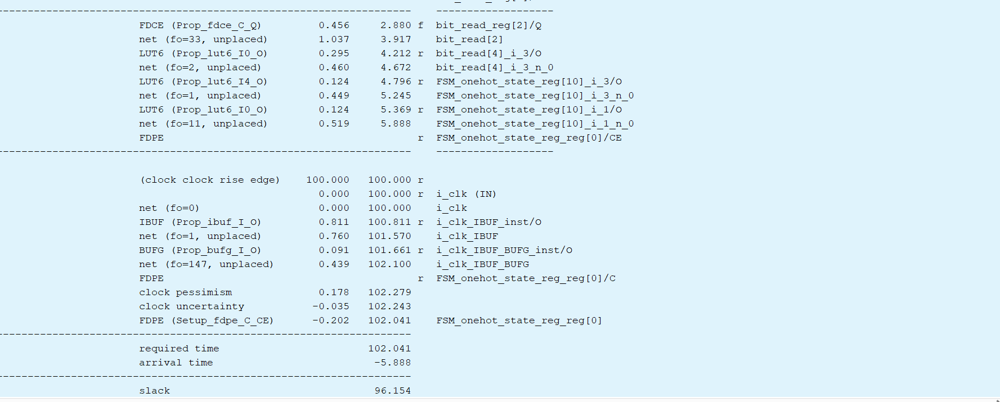 -------------------------------------------------------------------    -------------------
FDCE (Prop_fdce_C_Q)         0.456     2.880 f  bit_read_reg[2]/Q
net (fo=33, unplaced)        1.037     3.917    bit_read[2]
LUT6 (Prop_lut6_I0_O)        0.295     4.212 r  bit_read[4]_i_3/O
net (fo=2, unplaced)         0.460     4.672    bit_read[4]_i_3_n_0
LUT6 (Prop_lut6_I4_O)        0.124     4.796 r  FSM_onehot_state_reg[10]_i_3/O
net (fo=1, unplaced)         0.449     5.245    FSM_onehot_state_reg[10]_i_3_n_0
LUT6 (Prop_lut6_I0_O)        0.124     5.369 r  FSM_onehot_state_reg[10]_i_1/O
net (fo=11, unplaced)        0.519     5.888    FSM_onehot_state_reg[10]_i_1_n_0
FDPE                                         r  FSM_onehot_state_reg_reg[0]/CE
-------------------------------------------------------------------    -------------------
(clock clock rise edge)    100.000   100.000 r
                             0.000   100.000 r  i_clk (IN)
net (fo=0)                   0.000   100.000    i_clk
IBUF (Prop_ibuf_I_O)         0.811   100.811 r  i_clk_IBUF_inst/O
net (fo=1, unplaced)         0.760   101.570    i_clk_IBUF
BUFG (Prop_bufg_I_O)         0.091   101.661 r  i_clk_IBUF_BUFG_inst/O
net (fo=147, unplaced)       0.439   102.100    i_clk_IBUF_BUFG
FDPE                                         r  FSM_onehot_state_reg_reg[0]/C
clock pessimism              0.178   102.279
clock uncertainty           -0.035   102.243
FDPE (Setup_fdpe_C_CE)      -0.202   102.041    FSM_onehot_state_reg_reg[0]
-------------------------------------------------------------------
required time                        102.041
arrival time                          -5.888
-------------------------------------------------------------------
slack                                 96.154